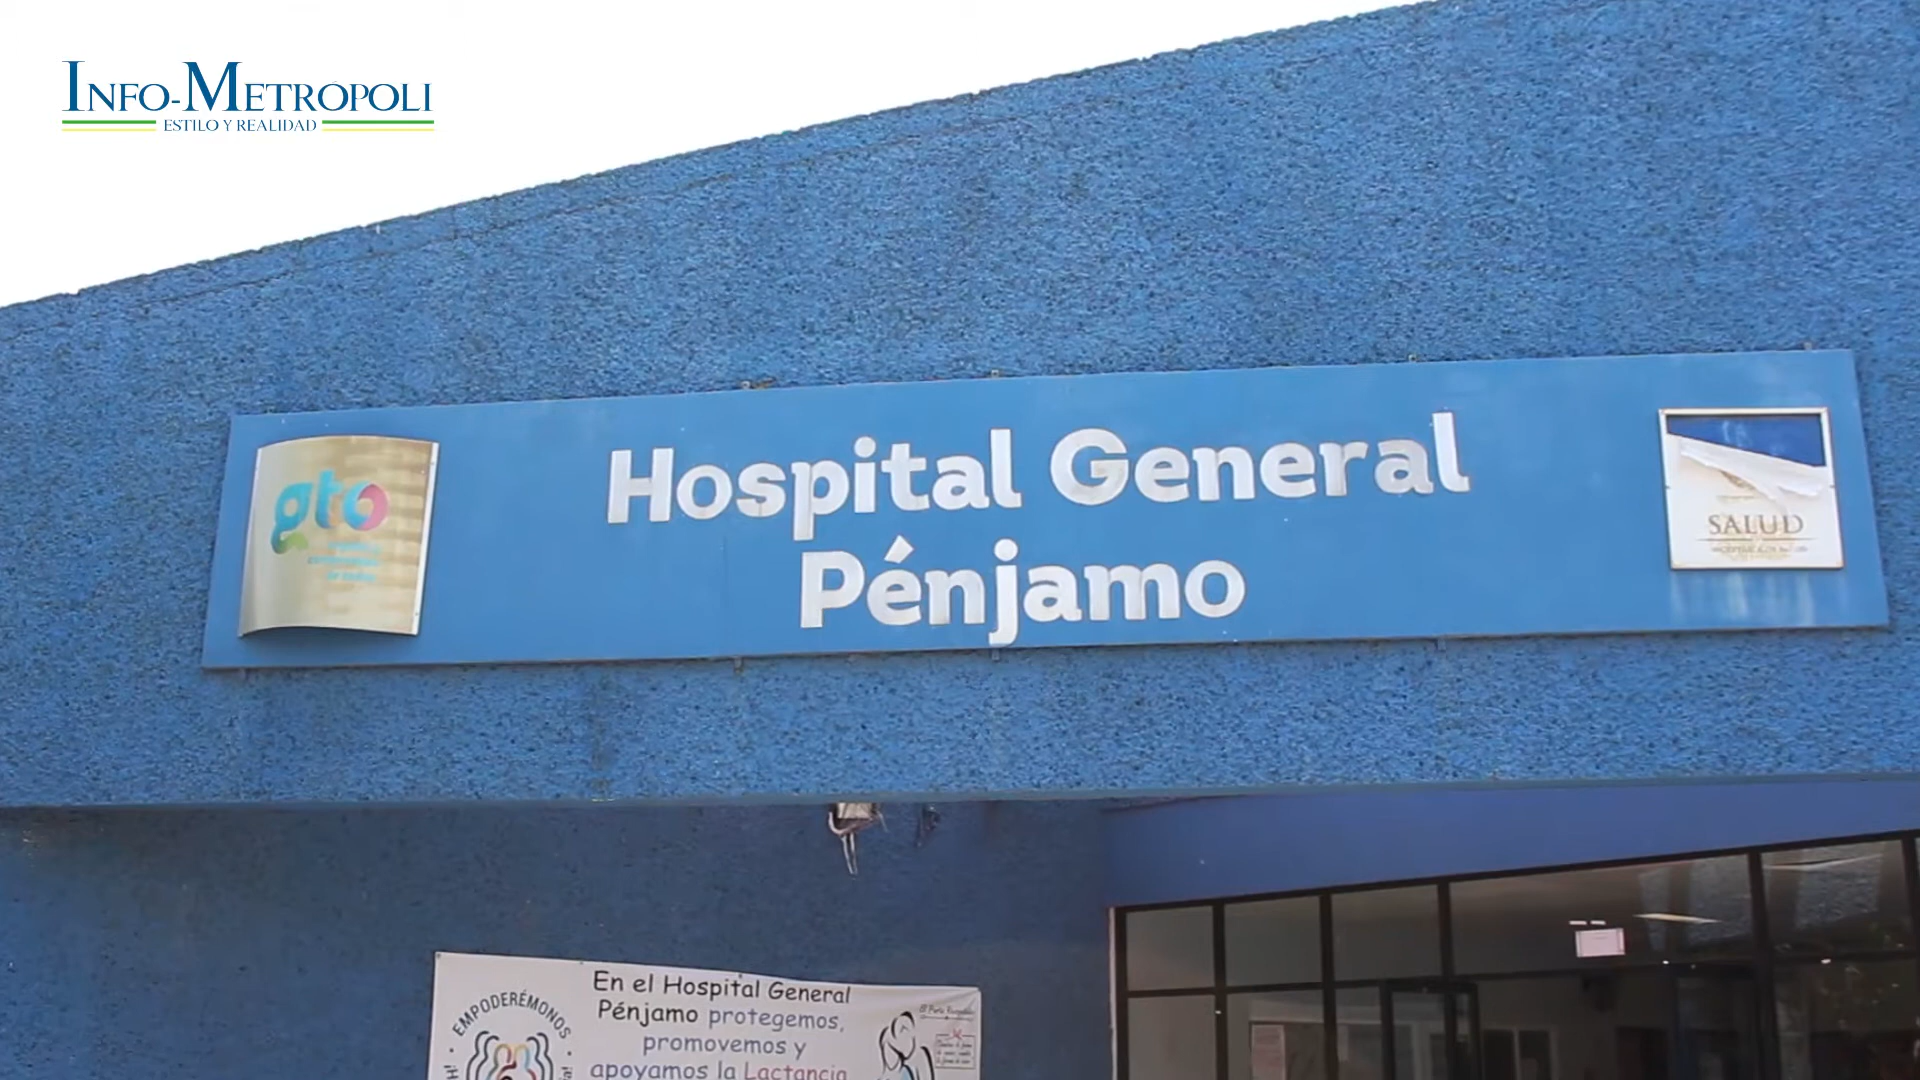 INFO-METROPOLI
ESTILO Y REALIDAD
gto
Hospital General
Pénjamo
SALUD
EMPODERÉMONOS
En el Hospital General
Pénjamo protegemos,
promovemos y
apoyamos la Lactancia